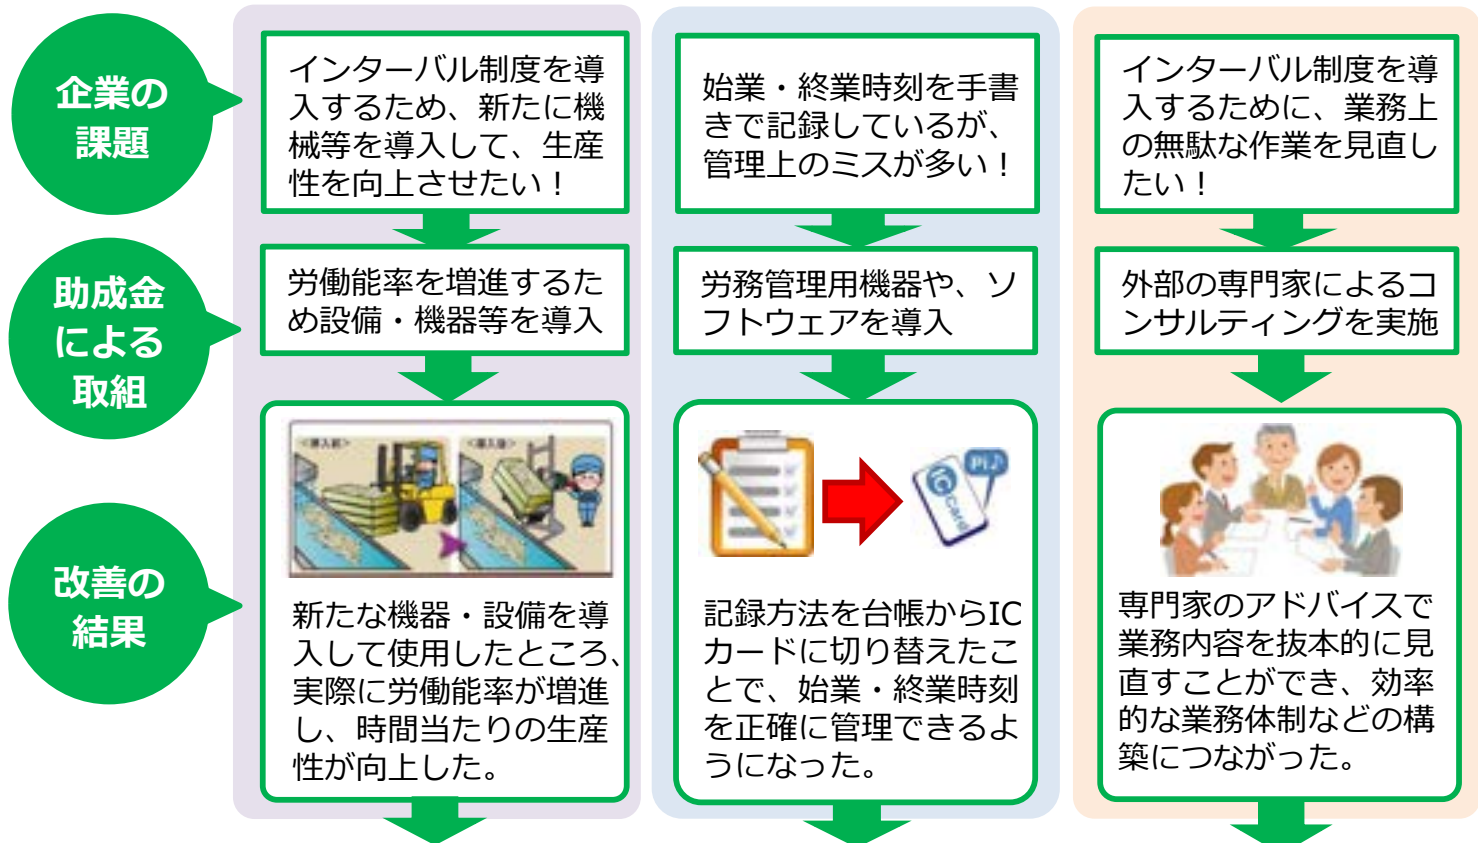 企業の
課題
インターバル制度を導
入するため、新たに機
械等を導入して、生産
性を向上させたい！
始業・終業時刻を手書
きで記録しているが、
管理上のミスが多い！
インターバル制度を導
入するために、業務上
の無駄な作業を見直し
たい！
助成金
による
取組
労働能率を増進するた
め設備・機器等を導入
労務管理用機器や、ソ
フトウェアを導入
外部の専門家によるコ
ンサルティングを実施
改善の
結果
<導入前>
<導入後>
新たな機器・設備を導
入して使用したところ、
実際に労働能率が増進
し、時間当たりの生産
性が向上した。
IC
Card
Pi♪
記録方法を台帳からIC
カードに切り替えたこ
とで、始業・終業時刻
を正確に管理できるよ
うになった。
専門家のアドバイスで
業務内容を抜本的に見
直すことができ、効率
的な業務体制などの構
築につながった。